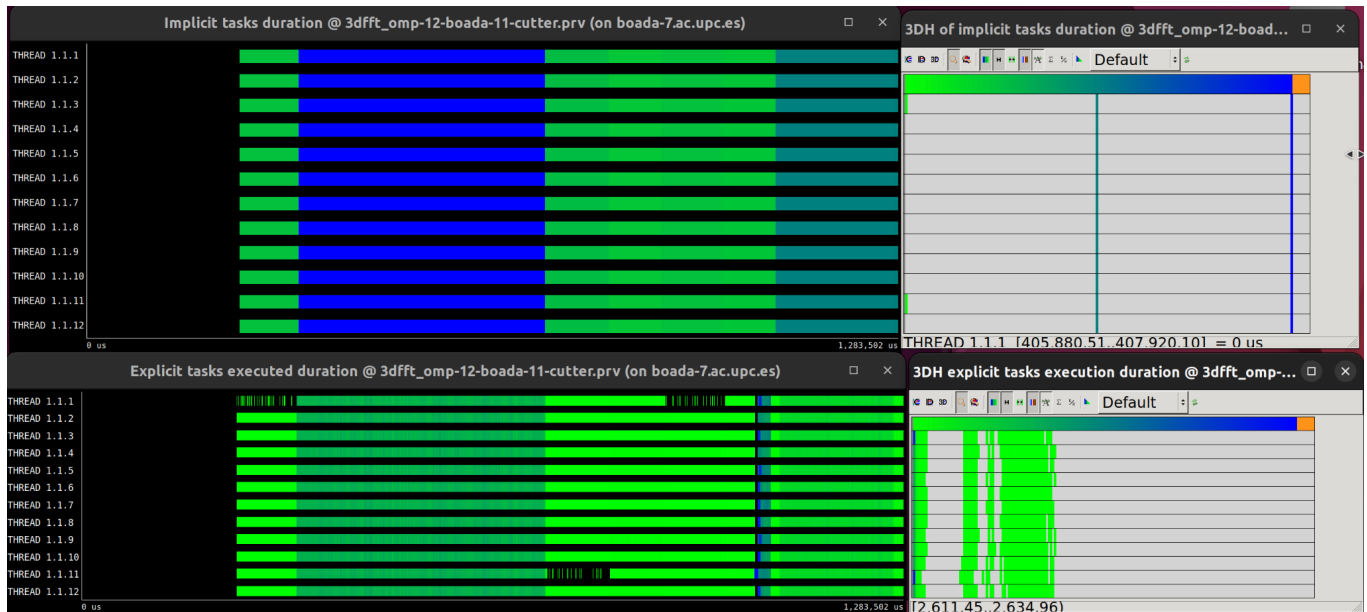 Implicit tasks duration @ 3dfft_omp-12-boada-11-cutter.prv (on boada-7.ac.upc.es)
THREAD 1.1.1
THREAD 1.1.2
THREAD 1.1.3
THREAD 1.1.4
THREAD 1.1.5
THREAD 1.1.6
THREAD 1.1.7
THREAD 1.1.8
THREAD 1.1.9
THREAD 1.1.10
THREAD 1.1.11
THREAD 1.1.12
0 us
1,283,502 us
3DH of implicit tasks duration @ 3dfft_omp-12-boad...
3D
Default
THREAD 1.1.1 [405,880.51..407,920.10] = 0 us
Explicit tasks executed duration @ 3dfft_omp-12-boada-11-cutter.prv (on boada-7.ac.upc.es)
THREAD 1.1.1
THREAD 1.1.2
THREAD 1.1.3
THREAD 1.1.4
THREAD 1.1.5
THREAD 1.1.6
THREAD 1.1.7
THREAD 1.1.8
THREAD 1.1.9
THREAD 1.1.10
THREAD 1.1.11
THREAD 1.1.12
0 us
1,283,502 us
3DH explicit tasks execution duration @ 3dfft_omp-...
3D
Default
[2,611.45..2,634.96)